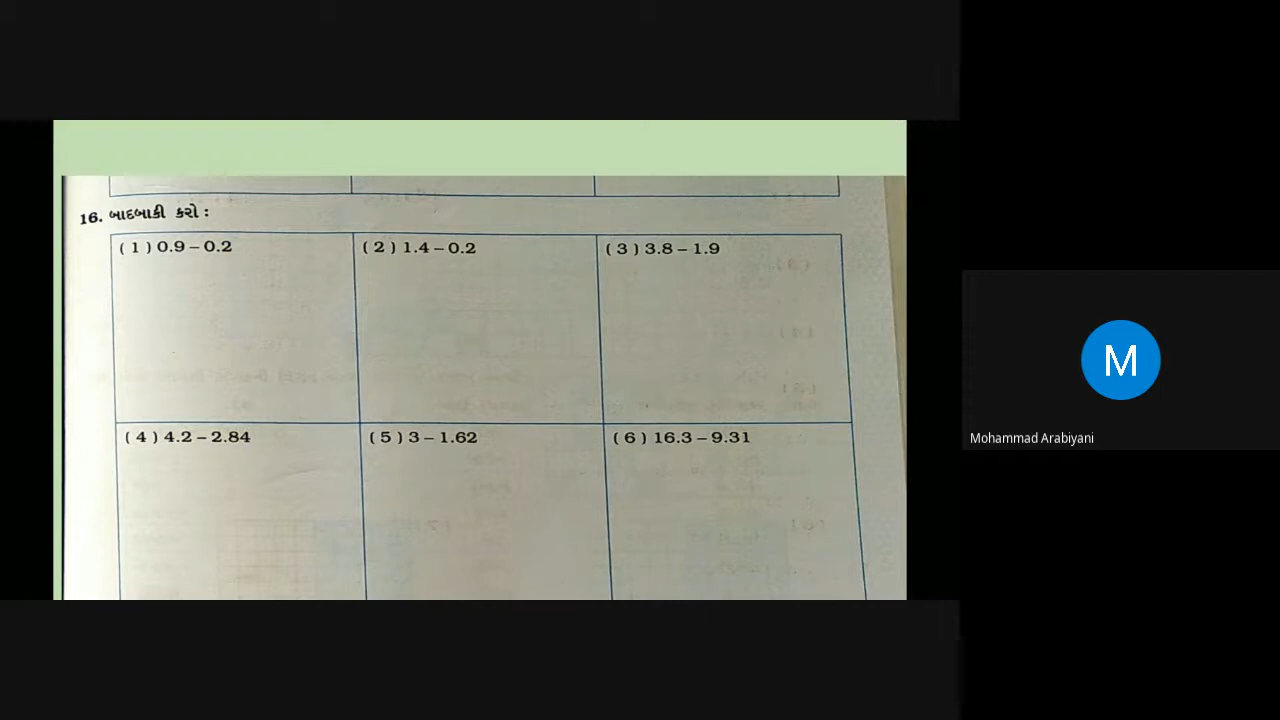 16. બાદબાકી કરો :
( 1 ) 0.9 – 0.2
( 2 ) 1.4 – 0.2
( 3 ) 3.8 – 1.9
( 4 ) 4.2 – 2.84
( 5 ) 3 – 1.62
( 6 ) 16.3 – 9.31
M
Mohammad Arabiyani